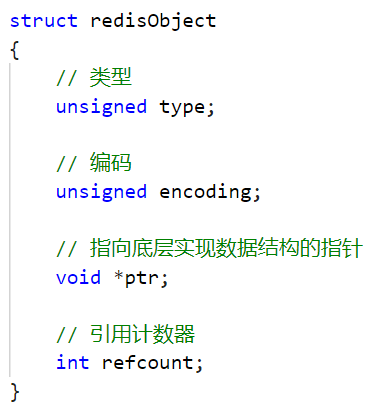 struct redisObject
{
// 类型
unsigned type;
// 编码
unsigned encoding;
// 指向底层实现数据结构的指针
void *ptr;
// 引用计数器
int refcount;
}